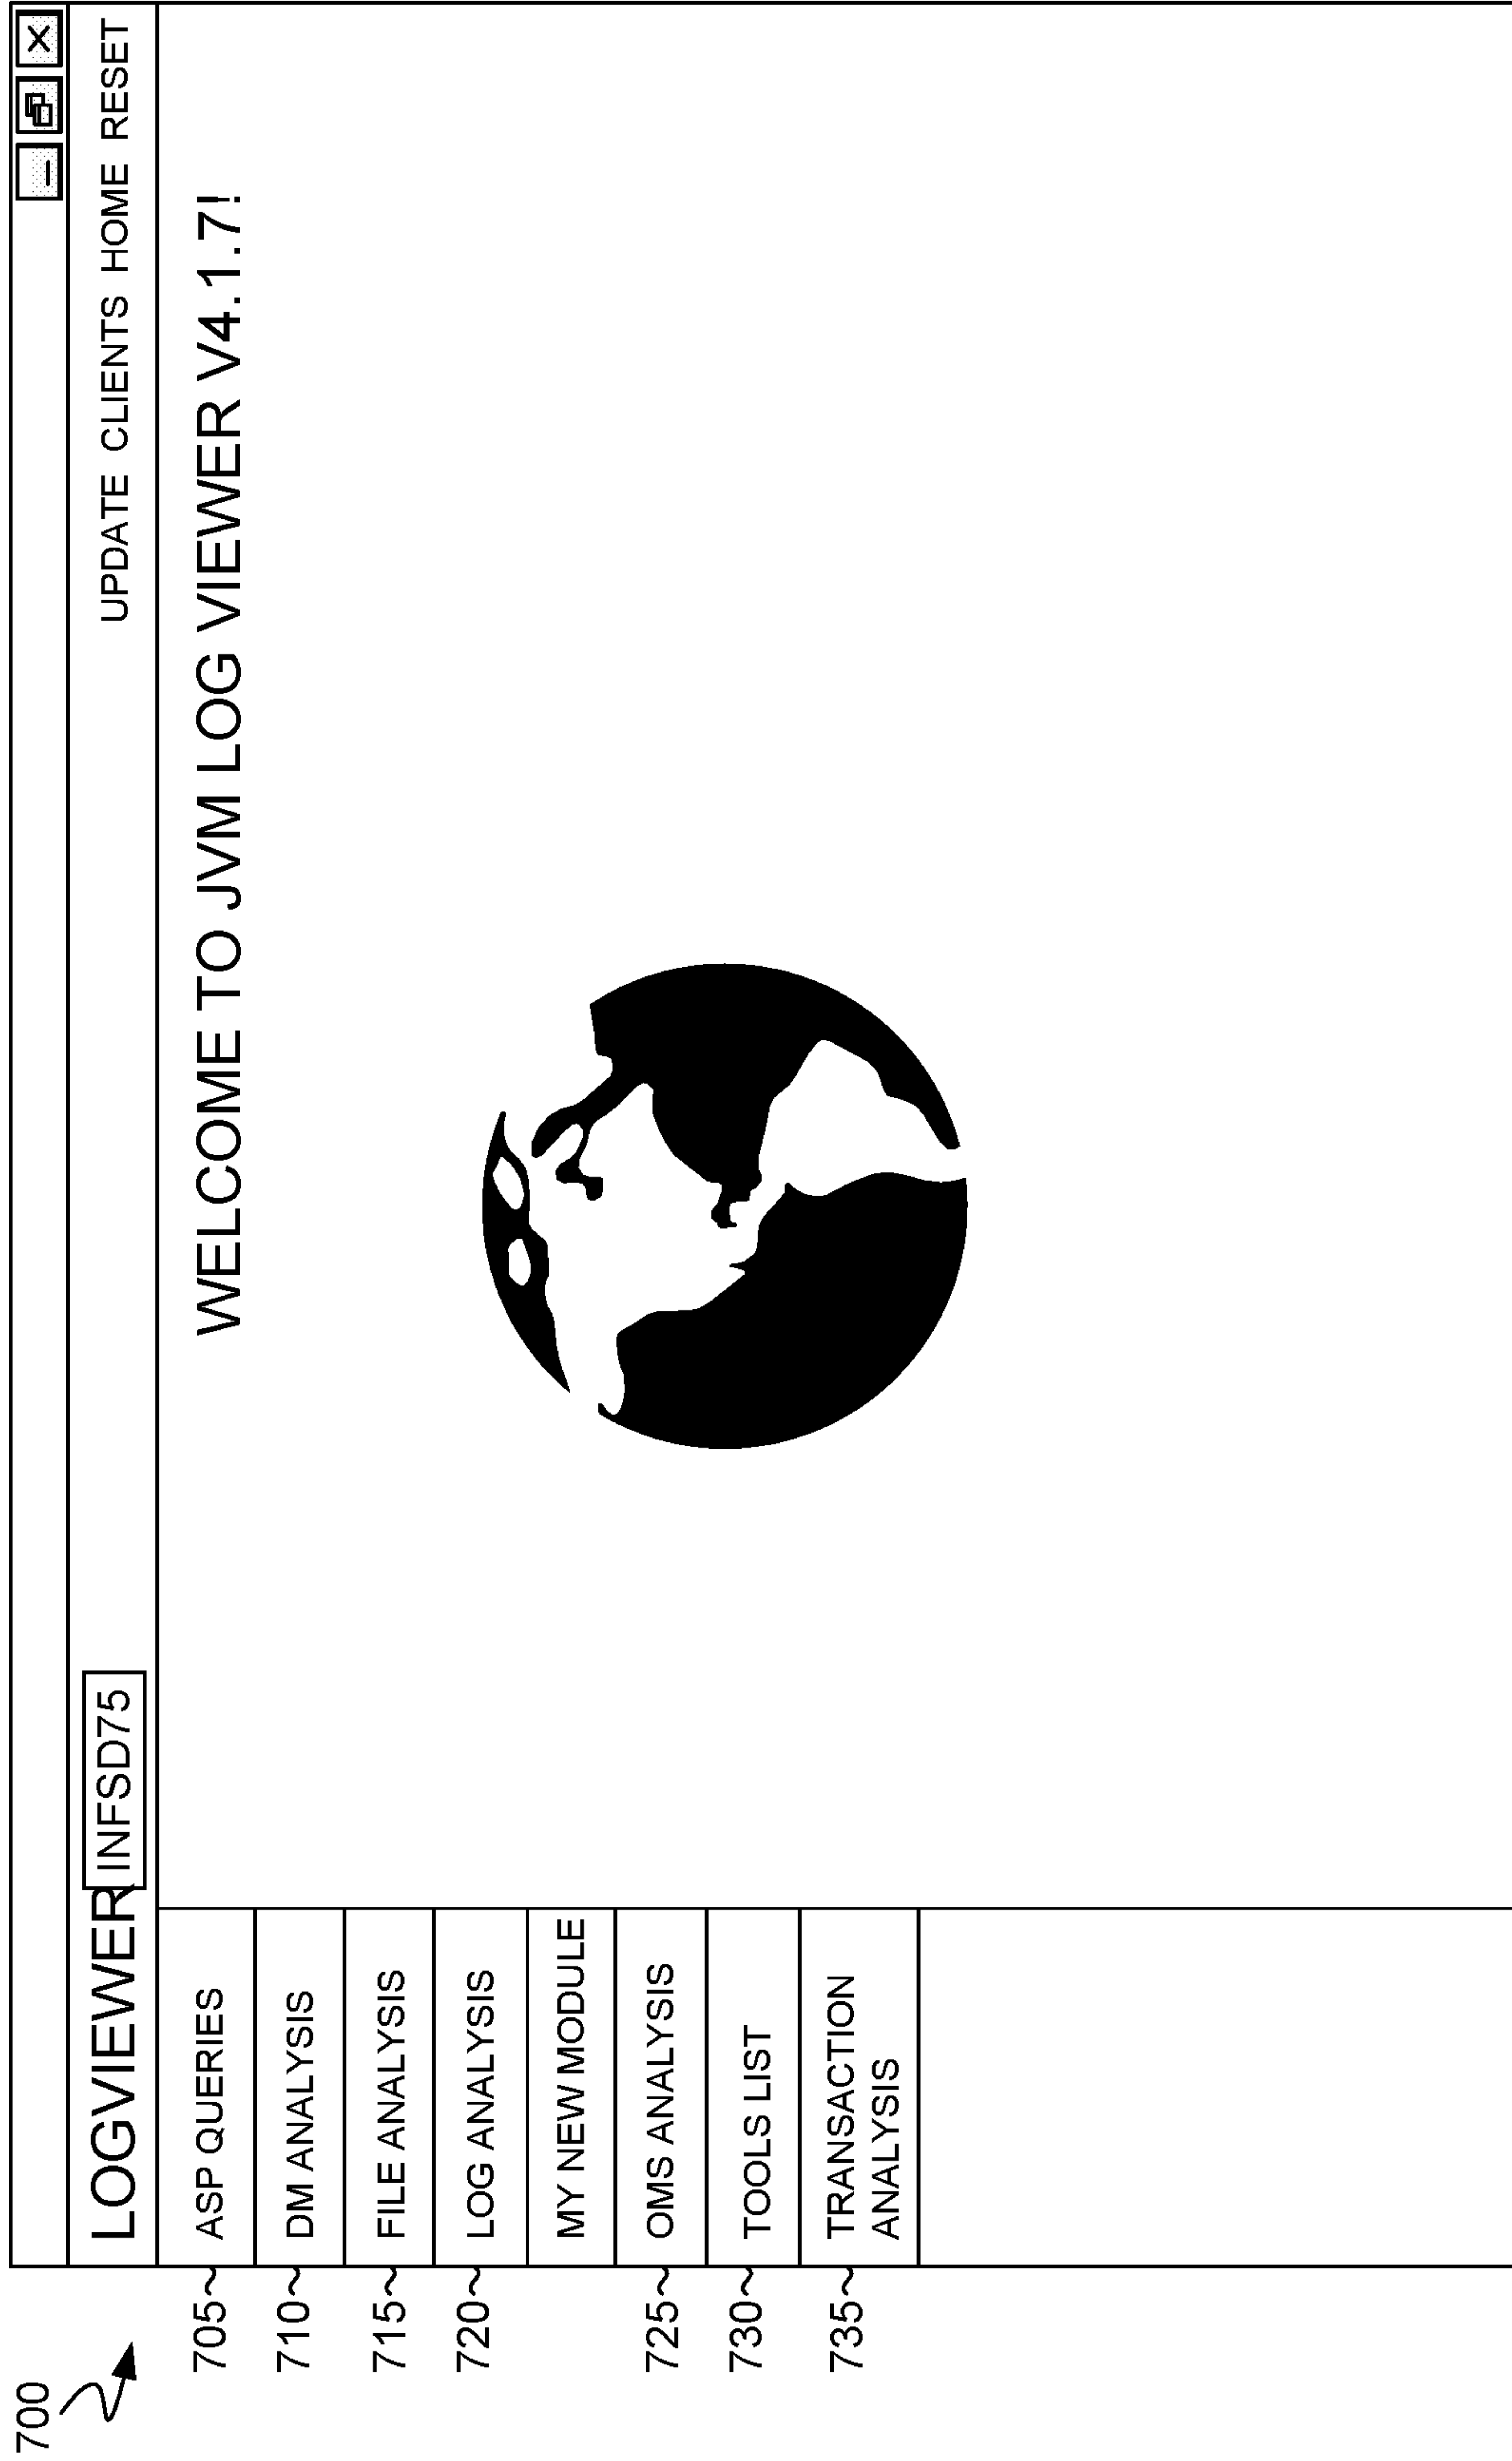 700
LOGVIEWER INFSD75
UPDATE CLIENTS HOME RESET
WELCOME TO JVM LOG VIEWER V4.1.7!
705~ ASP QUERIES
710~ DM ANALYSIS
715~ FILE ANALYSIS
720~ LOG ANALYSIS
MY NEW MODULE
725~ OMS ANALYSIS
730~ TOOLS LIST
735~ TRANSACTION
ANALYSIS